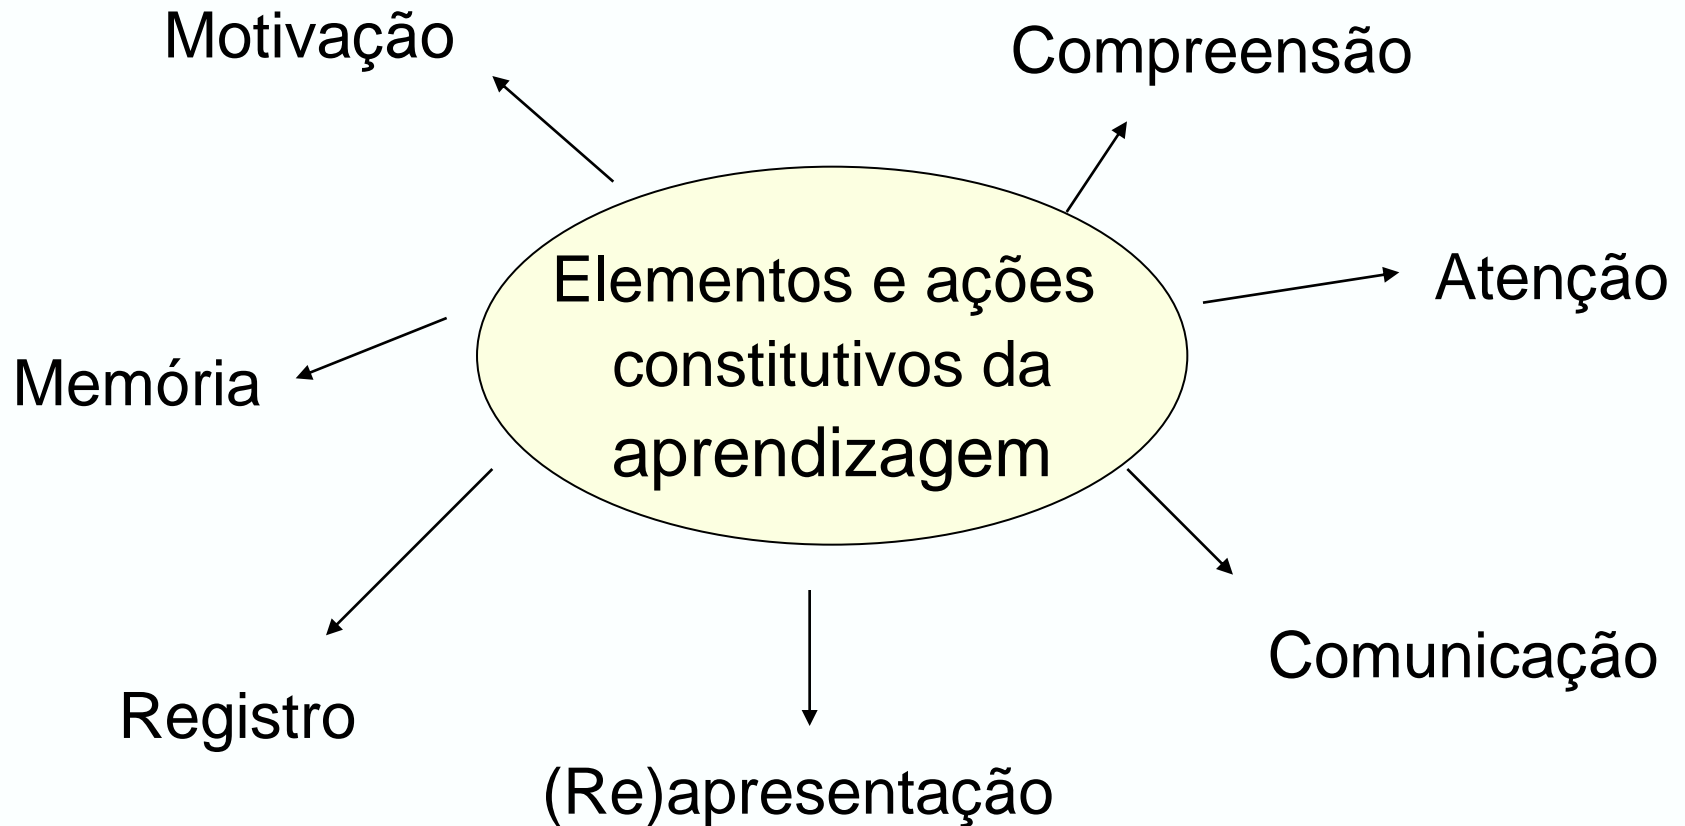 Motivação
Compreensão
Elementos e ações
constitutivos da
aprendizagem
Atenção
Memória
Comunicação
Registro
(Re)apresentação